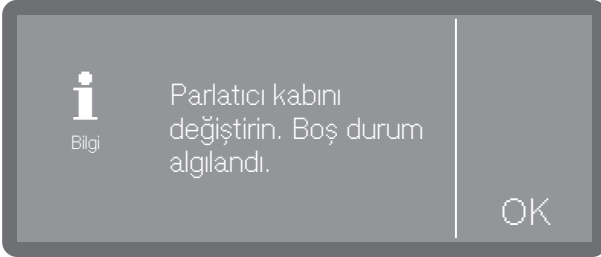 Bilgi
Parlatıcı kabını
değiştirin. Boş durum
algılandı.
OK